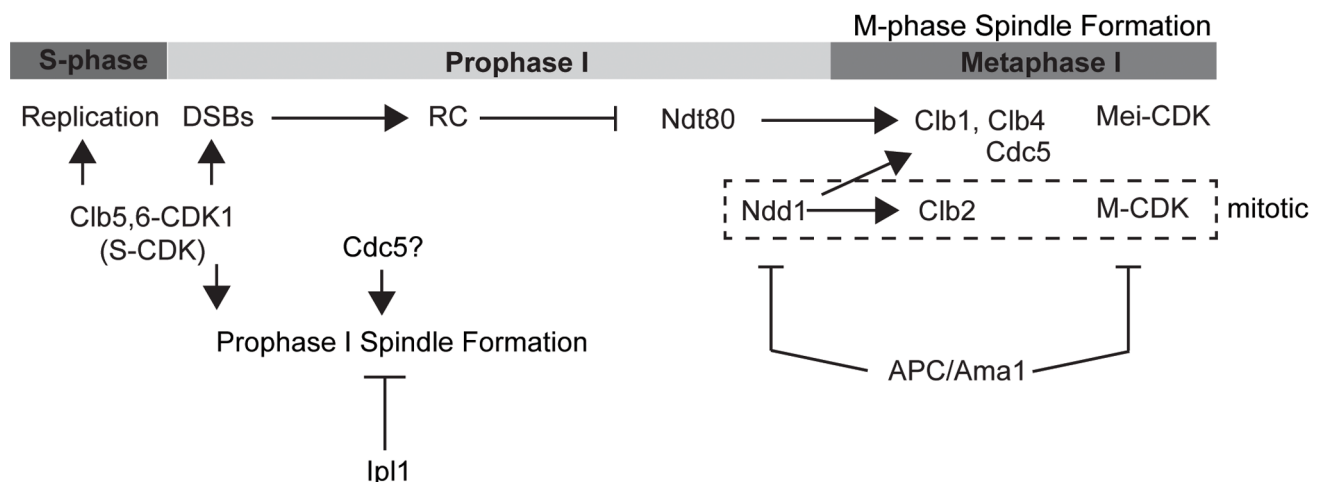 M-phase Spindle Formation
S-phase Prophase I Metaphase I
Replication DSBs RC Ndt80 Clb1, Clb4 Mei-CDK
Cdc5
Ndd1 Clb2 M-CDK mitotic
Clb5,6-CDK1
(S-CDK)
Cdc5?
Prophase I Spindle Formation
APC/Ama1
Ipl1